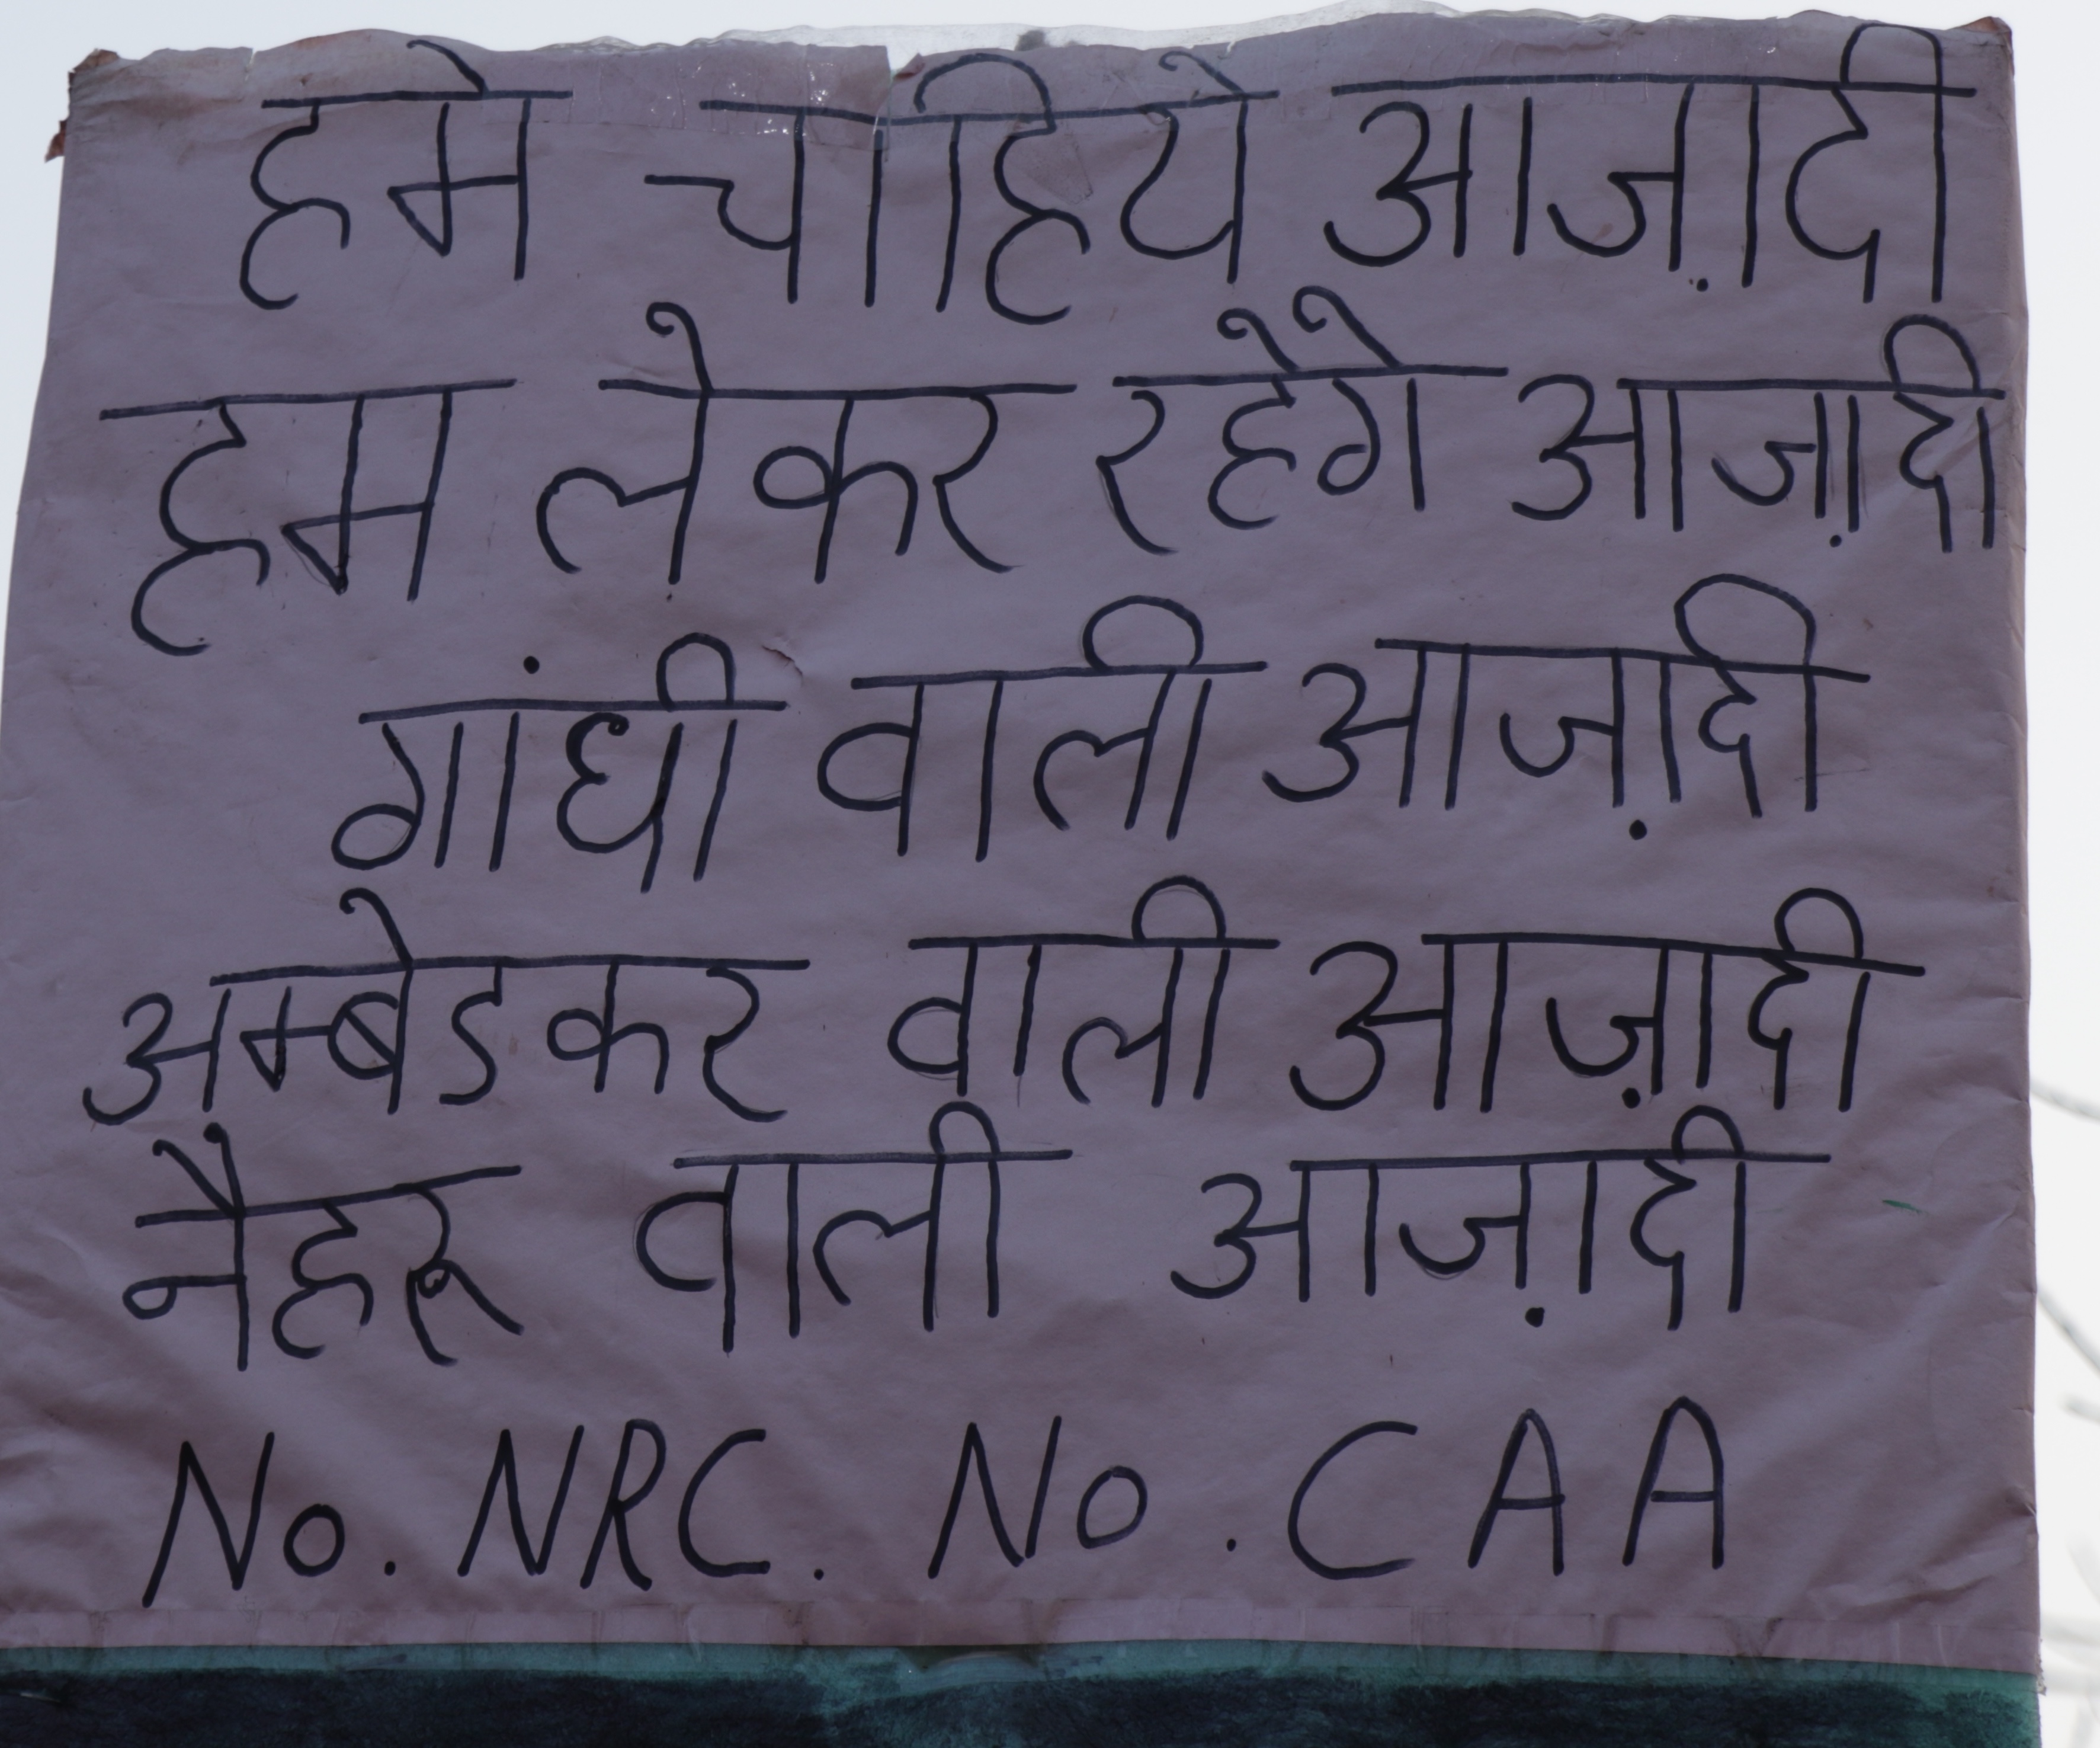 हमे चाहिये आज़ादी
हम लेकर रहेगे आज़ादी
गांधी वाली आज़ादी
अम्बेडकर वाली आज़ादी
नैहरू वाली आज़ादी
No. NRC. No. CAA